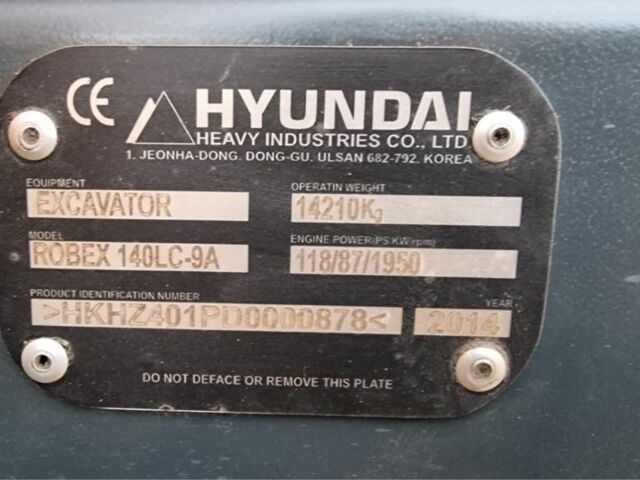 CE HYUNDAI
HEAVY INDUSTRIES CO., LTD
1. JEONHA-DONG. DONG-GU. ULSAN 682-792, KOREA
EQUIPMENT OPERATIN WEIGHT
EXCAVATOR 14210Kg
MODEL ENGINE POWER(PS KW rpm)
ROBEX 140LC-9A 118/87/1950
PRODUCT IDENTIFICATION NUMBER YEAR
>HKHZ401PD0000878< 2014
DO NOT DEFACE OR REMOVE THIS PLATE